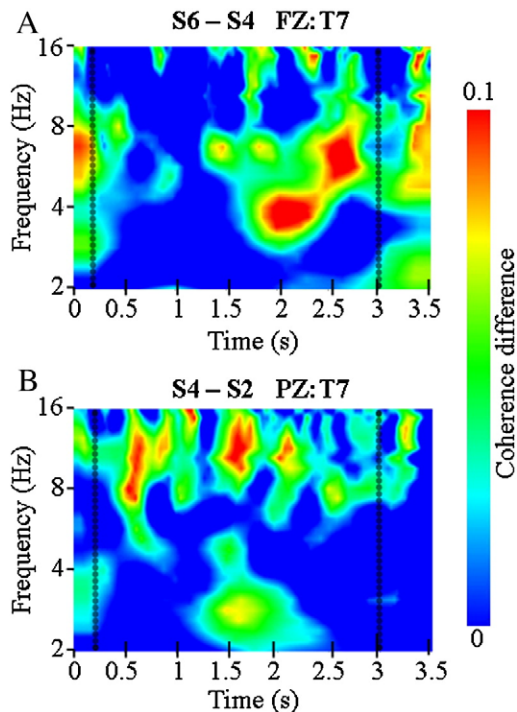 A
S6 – S4 FZ: T7
16
8
4
2
Frequency (Hz)
0
0.5
1
1.5
2
2.5
3
3.5
Time (s)
B
S4 – S2 PZ: T7
16
8
4
2
Frequency (Hz)
0
0.5
1
1.5
2
2.5
3
3.5
Time (s)
0.1
Coherence difference
0